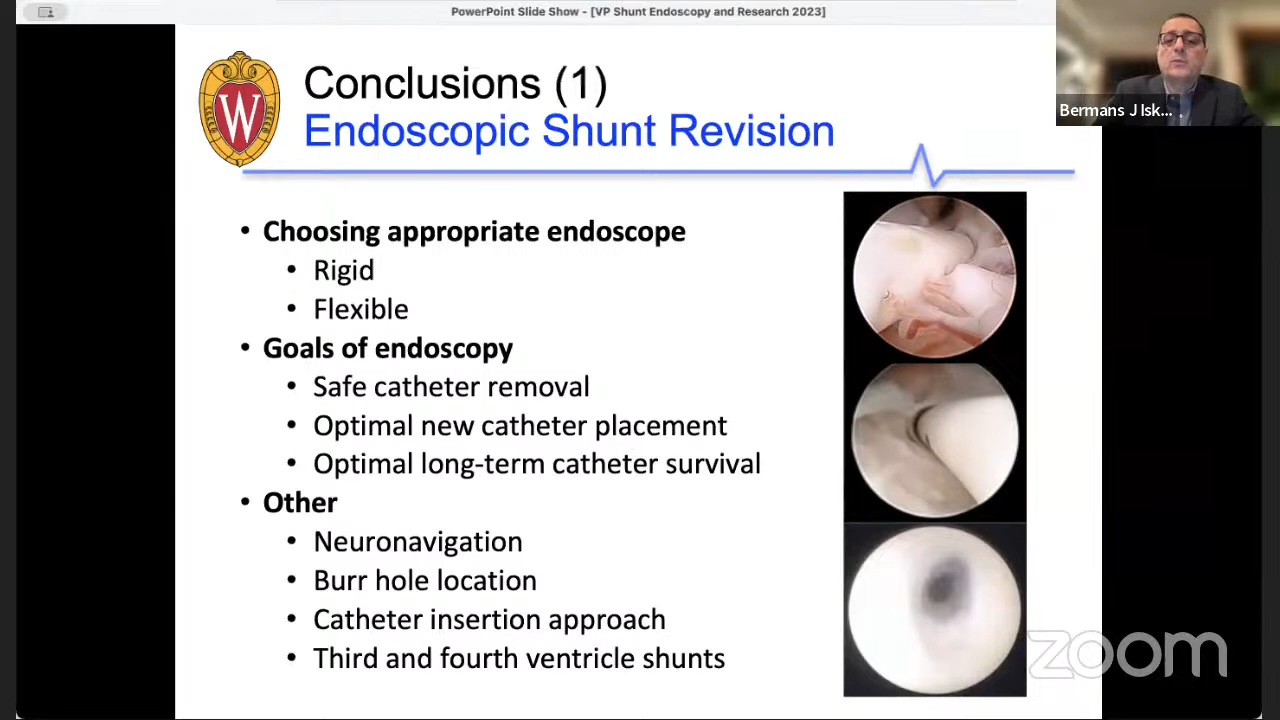 PowerPoint Slide Show - [VP Shunt Endoscopy and Research 2023]
Bermans J Isk...
W
Conclusions (1)
Endoscopic Shunt Revision
• Choosing appropriate endoscope
• Rigid
• Flexible
• Goals of endoscopy
• Safe catheter removal
• Optimal new catheter placement
• Optimal long-term catheter survival
• Other
• Neuronavigation
• Burr hole location
• Catheter insertion approach
• Third and fourth ventricle shunts
zoom